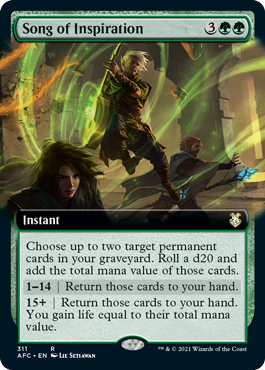 Song of Inspiration 3
Instant
Choose up to two target permanent
cards in your graveyard. Roll a d20 and
add the total mana value of those cards.
1–14 | Return those cards to your hand.
15+ | Return those cards to your hand.
You gain life equal to their total mana
value.
311 R
AFC • EN Lie Setiawan ™ & © 2021 Wizards of the Coast